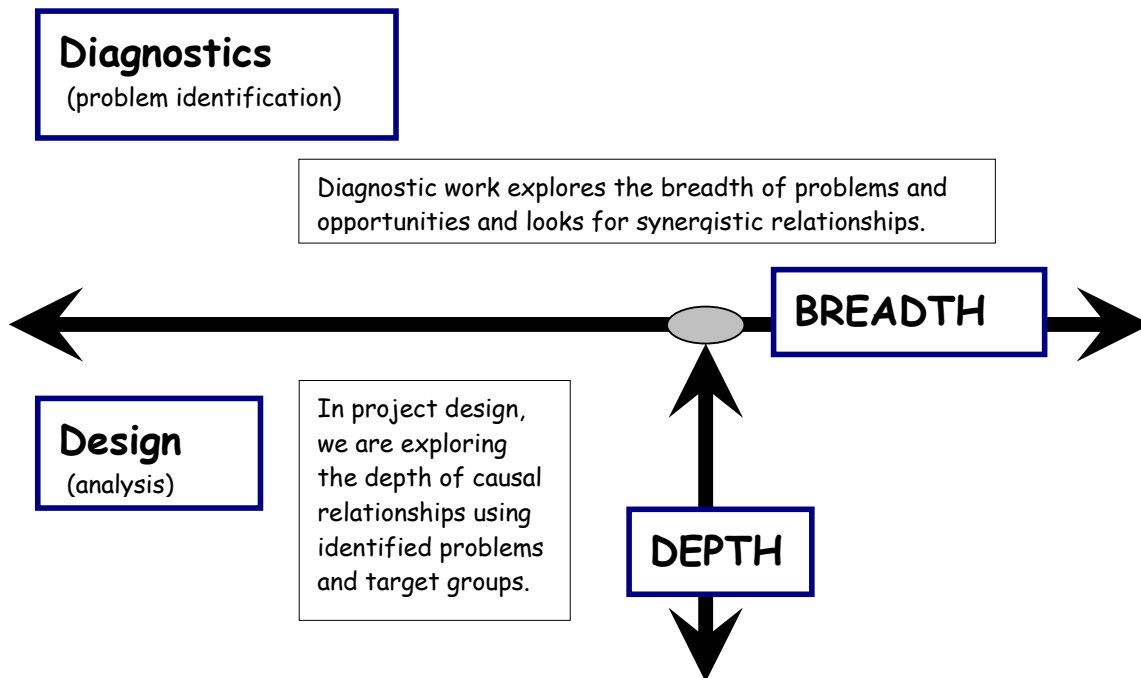 Diagnostics
(problem identification)
Diagnostic work explores the breadth of problems and
opportunities and looks for synergistic relationships.
BREADTH
Design
(analysis)
In project design,
we are exploring
the depth of causal
relationships using
identified problems
and target groups.
DEPTH